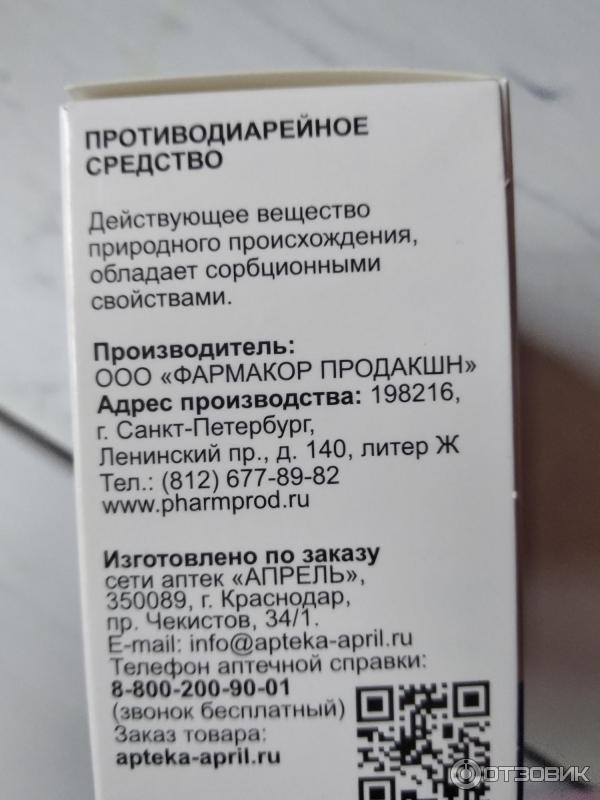 ПРОТИВОДИАРЕЙНОЕ
СРЕДСТВО
Действующее вещество
природного происхождения,
обладает сорбционными
свойствами.
Производитель:
ООО «ФАРМАКОР ПРОДАКШН»
Адрес производства: 198216,
г. Санкт-Петербург,
Ленинский пр., д. 140, литер Ж
Тел.: (812) 677-89-82
www.pharmprod.ru
Изготовлено по заказу
сети аптек «АПРЕЛЬ»,
350089, г. Краснодар,
пр. Чекистов, 34/1.
E-mail: info@apteka-april.ru
Телефон аптечной справки:
8-800-200-90-01
(звонок бесплатный)
Заказ товара:
apteka-april.ru
ОТЗОВИК